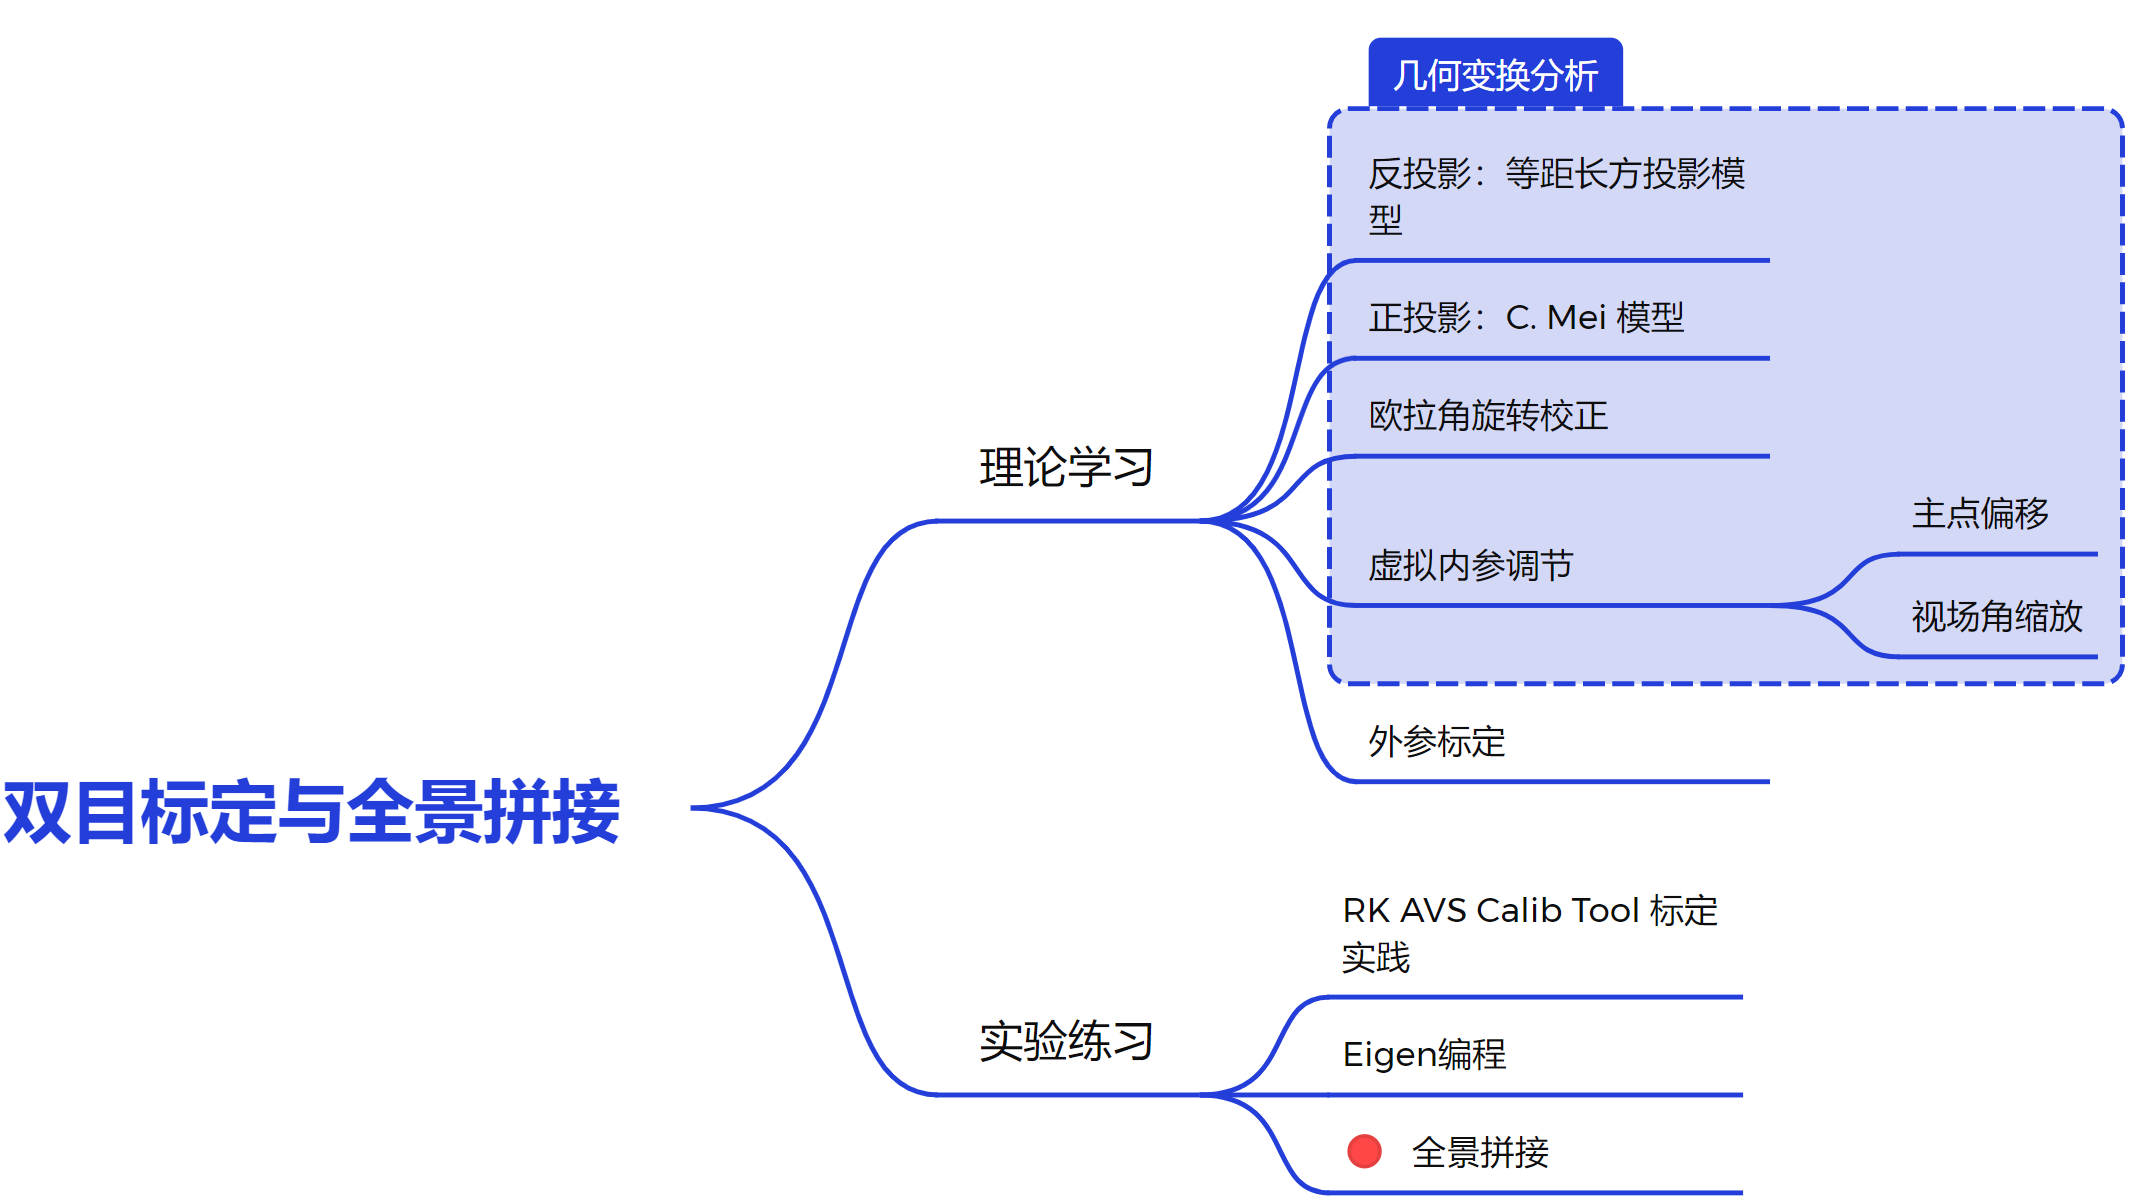 几何变换分析
反投影：等距长方投影模
型
正投影：C. Mei 模型
欧拉角旋转校正
理论学习
主点偏移
虚拟内参调节
视场角缩放
外参标定
双目标定与全景拼接
RK AVS Calib Tool 标定
实践
实验练习
Eigen编程
全景拼接